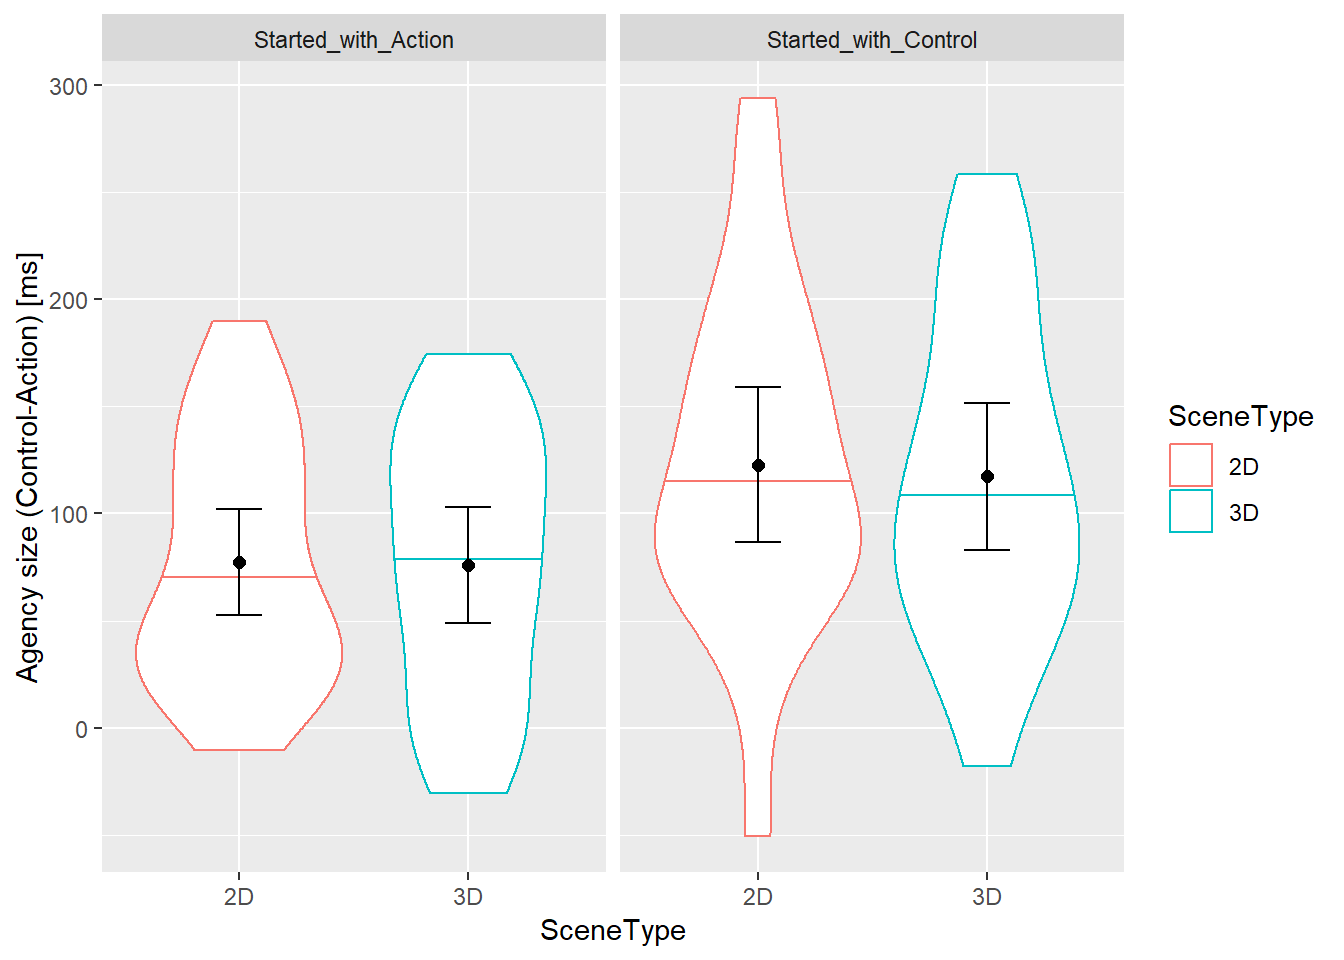 Started_with_Action
Started_with_Control
300
200
100
0
Agency size (Control-Action) [ms]
2D
3D
2D
3D
SceneType
SceneType
2D
3D